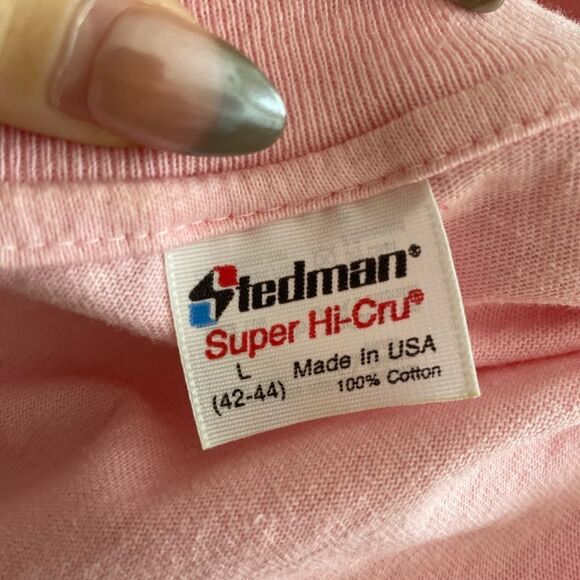 Stedman®
Super Hi-Cru®
L Made in USA
(42-44) 100% Cotton